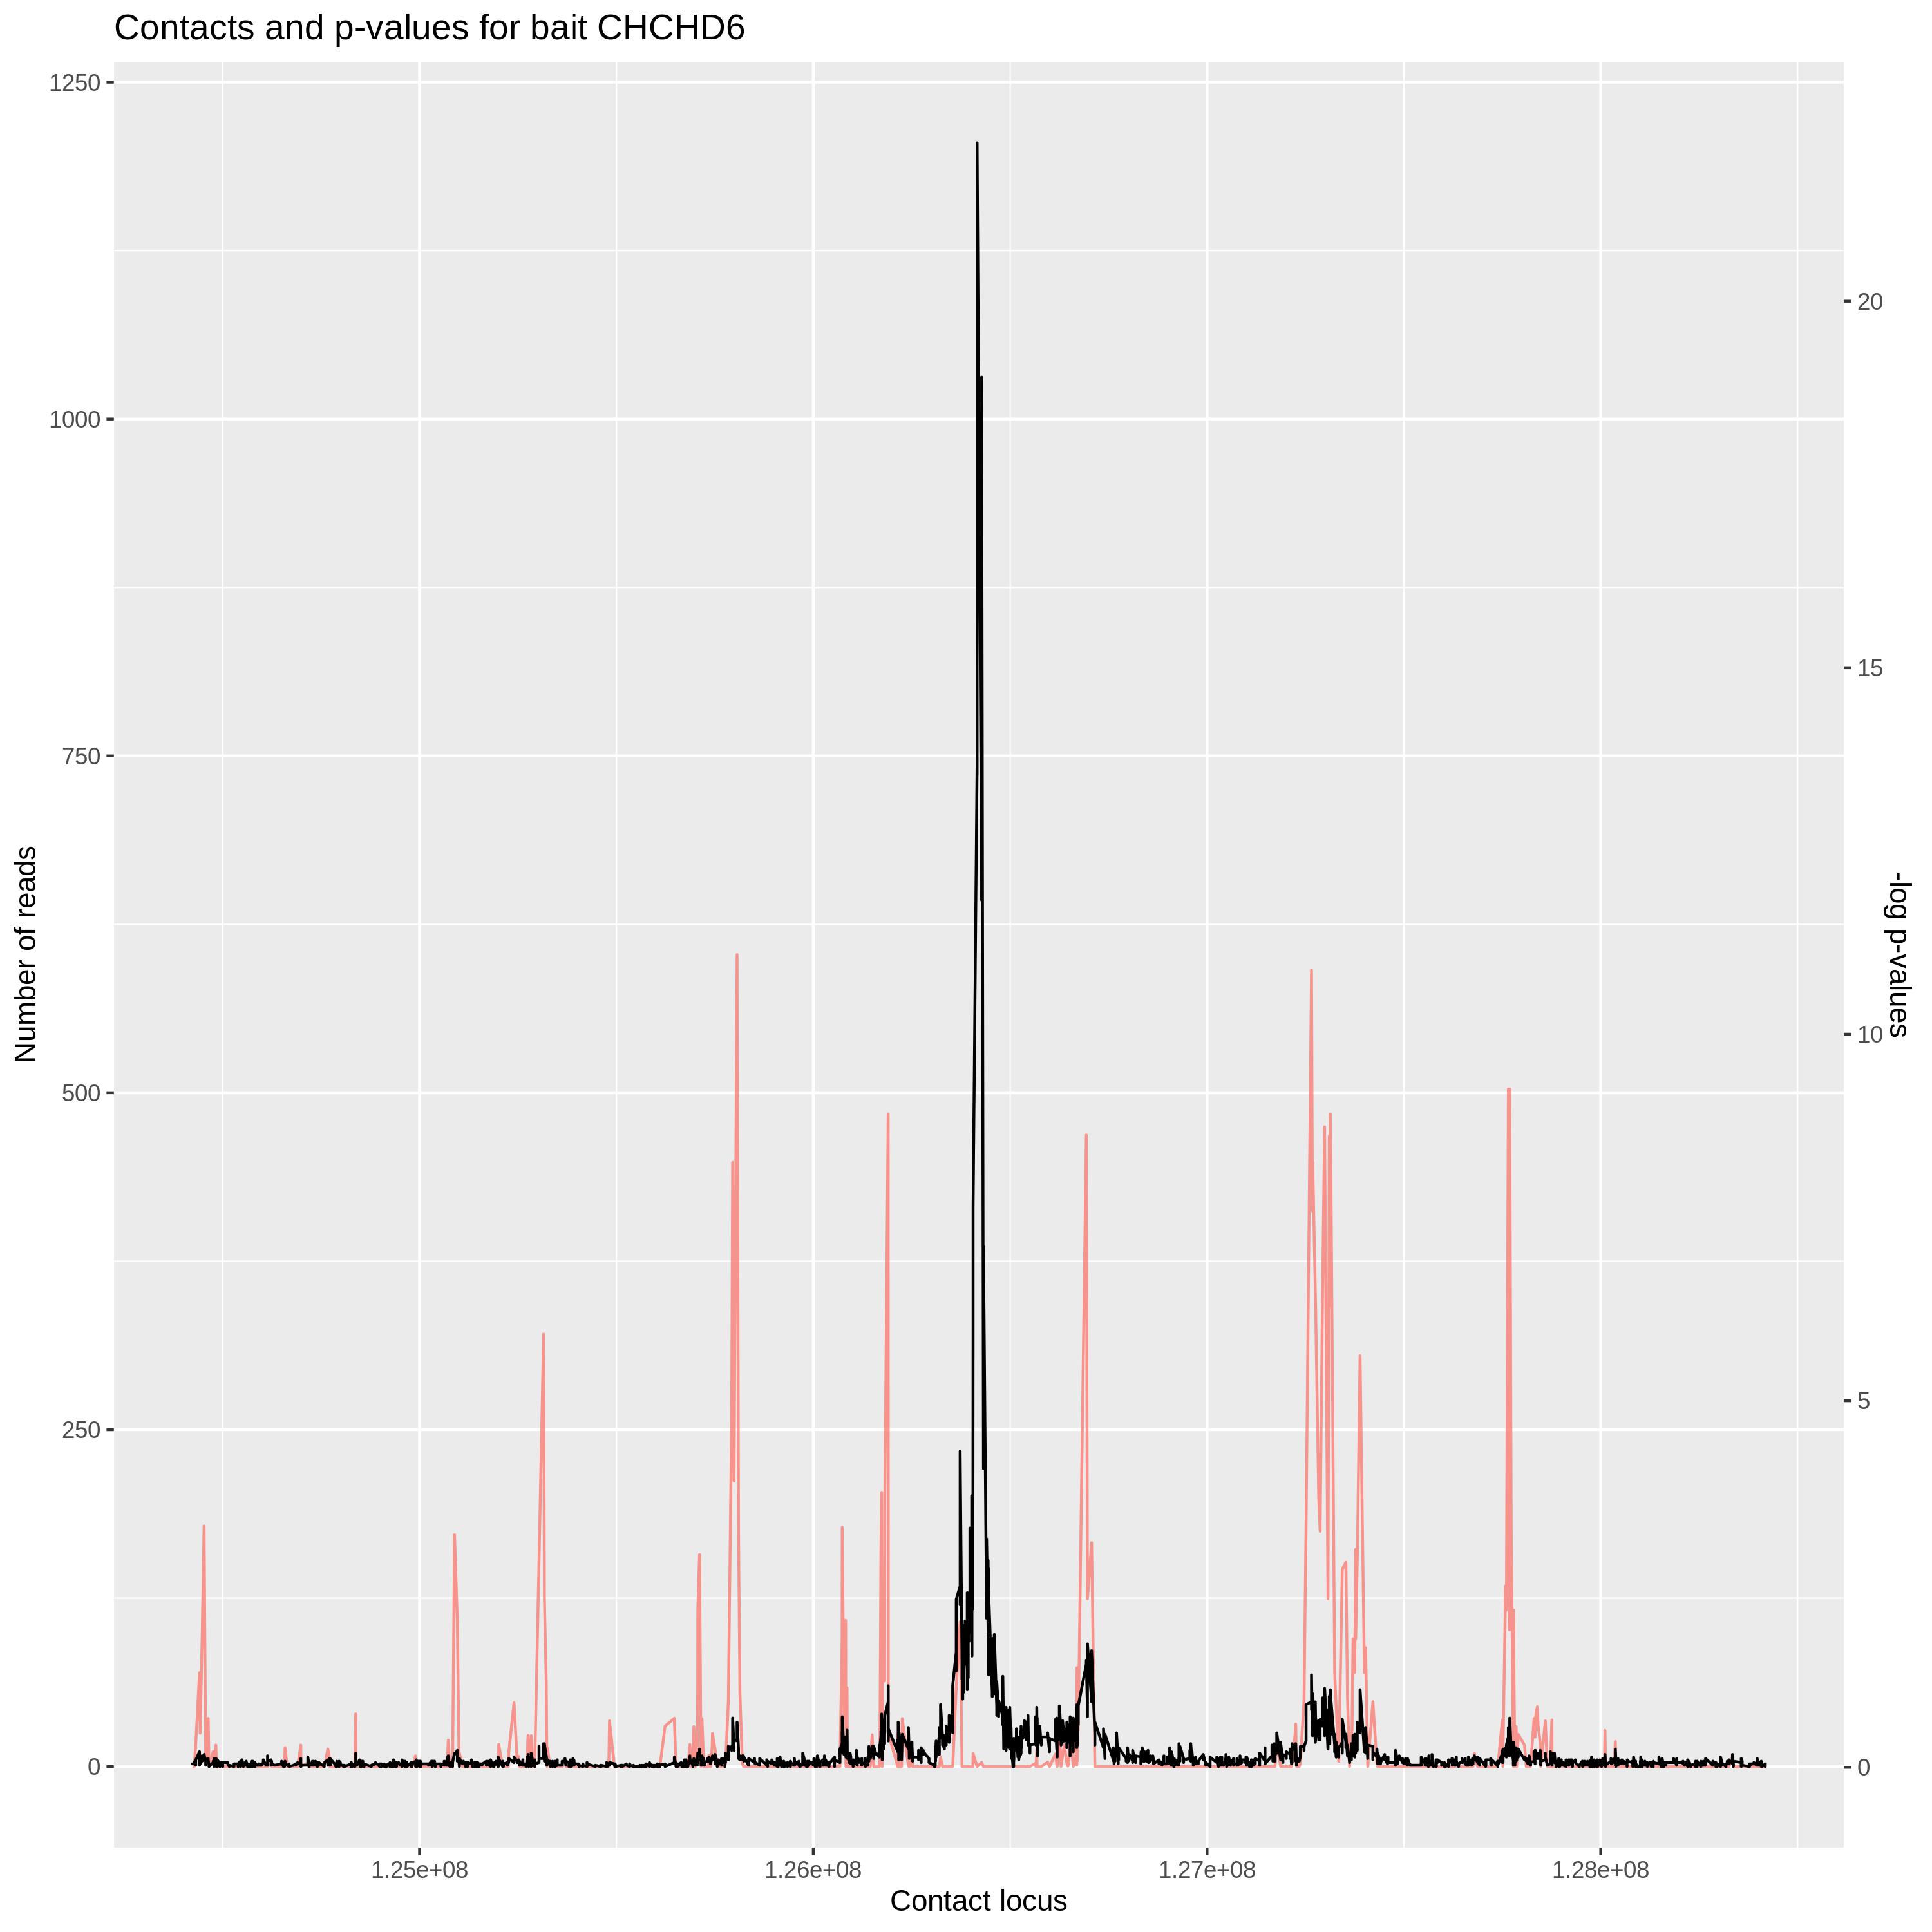 Contacts and p-values for bait CHCHD6
Number of reads
1250
1000
750
500
250
0
20
15
10
5
0
-log p-values
1.25e+08
1.26e+08
1.27e+08
1.28e+08
Contact locus